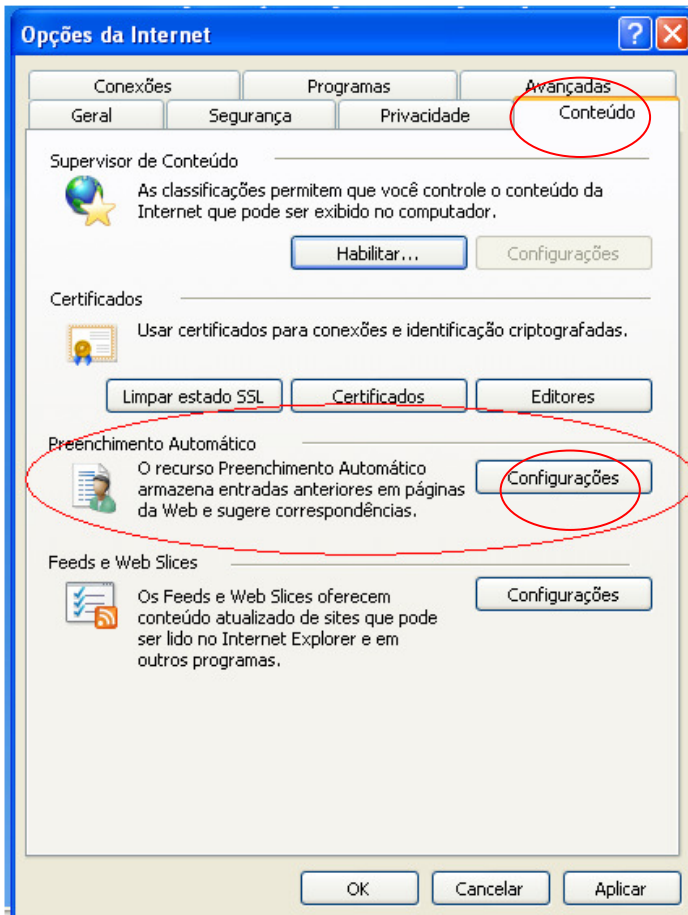 Opções da Internet
Conexões Programas Avançadas
Geral Segurança Privacidade Conteúdo
Supervisor de Conteúdo
As classificações permitem que você controle o conteúdo da
Internet que pode ser exibido no computador.
Habilitar... Configurações
Certificados
Usar certificados para conexões e identificação criptografadas.
Limpar estado SSL Certificados Editores
Preenchimento Automático
O recurso Preenchimento Automático
armazena entradas anteriores em páginas
da Web e sugere correspondências.
Configurações
Feeds e Web Slices
Os Feeds e Web Slices oferecem
conteúdo atualizado de sites que pode
ser lido no Internet Explorer e em
outros programas.
Configurações
OK Cancelar Aplicar